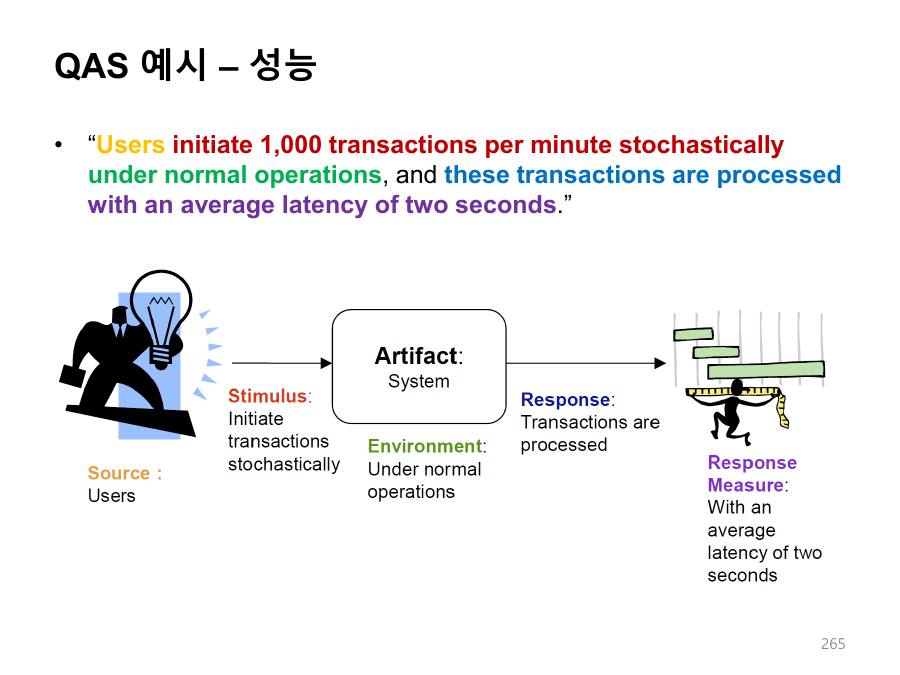 QAS 예시 – 성능
• “Users initiate 1,000 transactions per minute stochastically
under normal operations, and these transactions are processed
with an average latency of two seconds.”
Artifact:
System
Stimulus:
Initiate
transactions
stochastically
Response:
Transactions are
processed
Environment:
Under normal
operations
Source :
Users
Response
Measure:
With an
average
latency of two
seconds
265